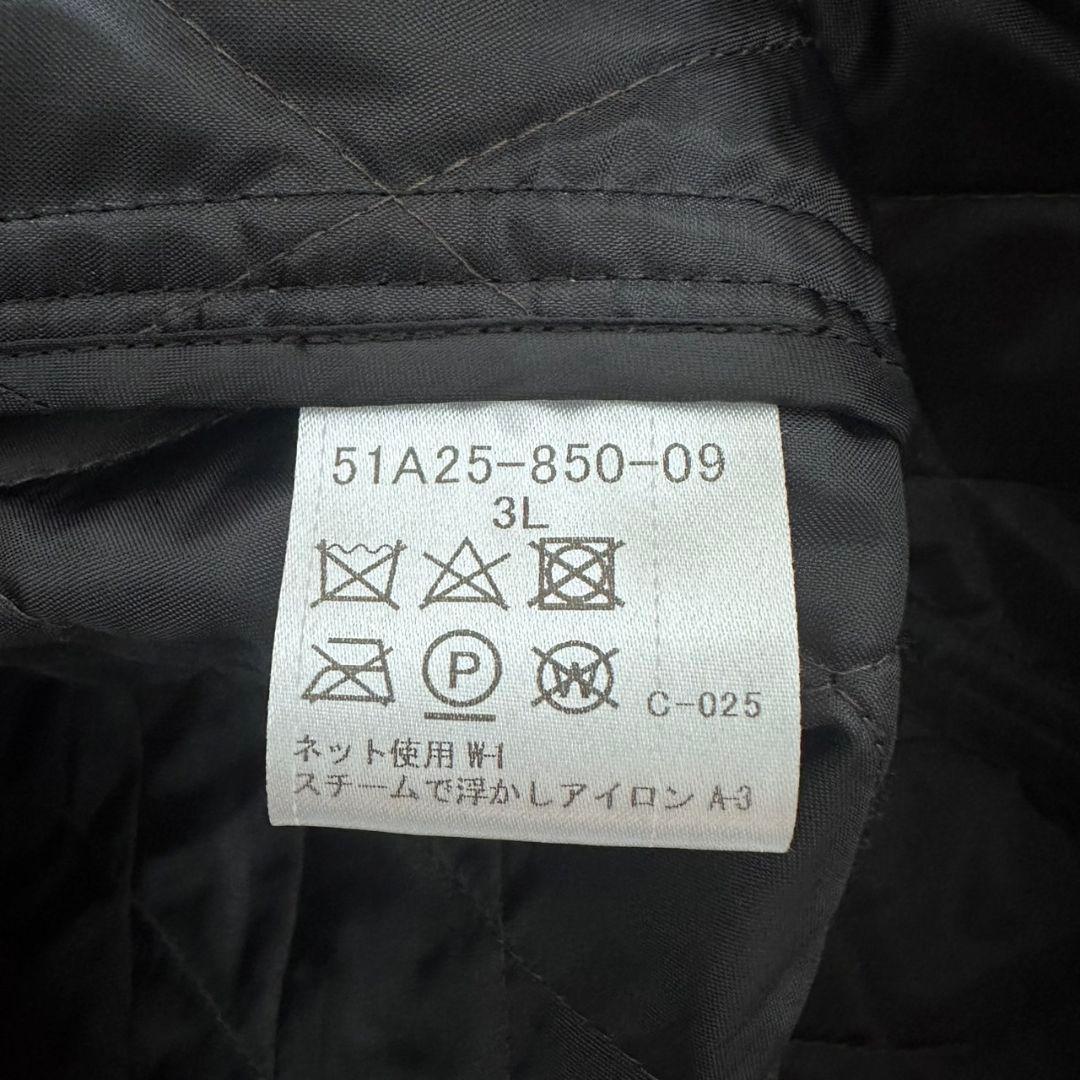 51A25-850-09
3L
P W C-025
ネット使用 W-1
スチームで浮かしアイロン A-3